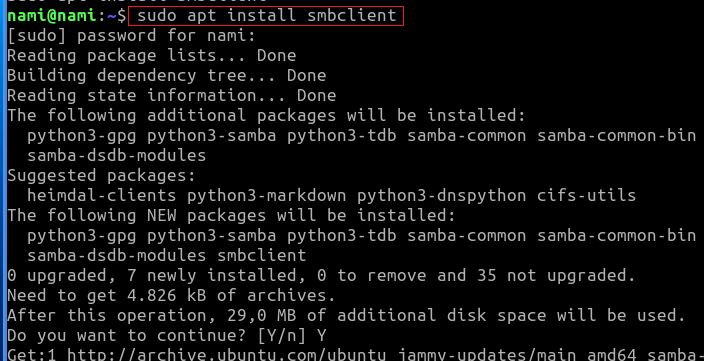 nami@nami:~$ sudo apt install smbclient
[sudo] password for nami:
Reading package lists... Done
Building dependency tree... Done
Reading state information... Done
The following additional packages will be installed:
  python3-gpg python3-samba python3-tdb samba-common samba-common-bin
  samba-dsdb-modules
Suggested packages:
  heimdal-clients python3-markdown python3-dnspython cifs-utils
The following NEW packages will be installed:
  python3-gpg python3-samba python3-tdb samba-common samba-common-bin
  samba-dsdb-modules smbclient
0 upgraded, 7 newly installed, 0 to remove and 35 not upgraded.
Need to get 4.826 kB of archives.
After this operation, 29,0 MB of additional disk space will be used.
Do you want to continue? [Y/n] Y
Get:1 http://archive.ubuntu.com/ubuntu jammy-updates/main amd64 samba-